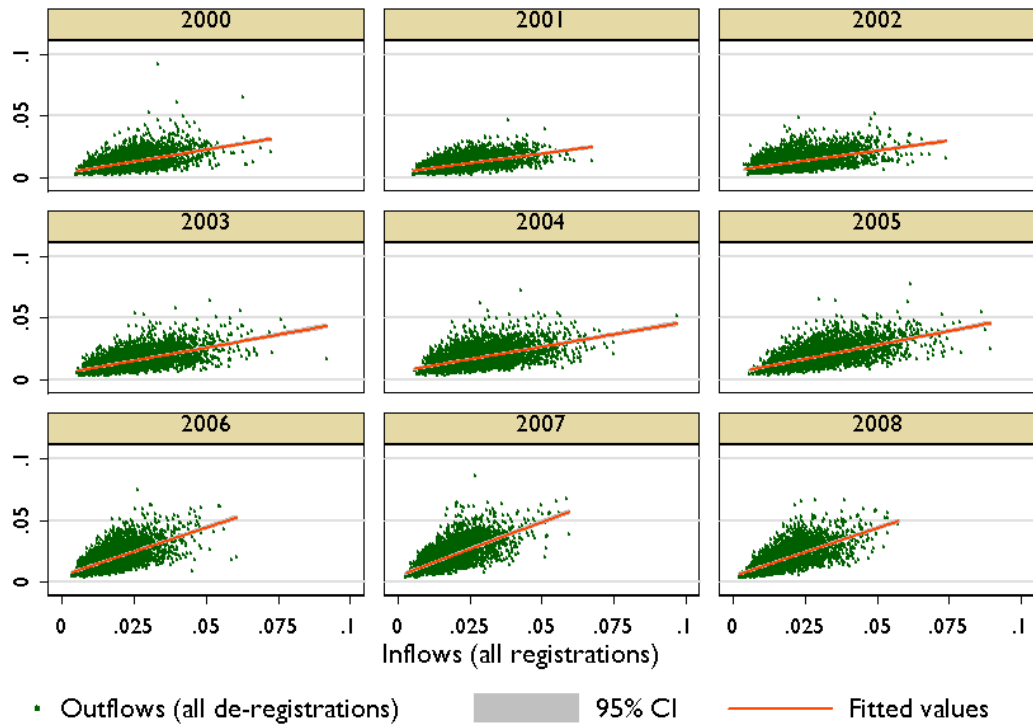 2000 2001 2002
.1
.05
0
2003 2004 2005
.1
.05
0
2006 2007 2008
.1
.05
0
0 .025 .05 .075 .1 0 .025 .05 .075 .1 0 .025 .05 .075 .1
Inflows (all registrations)
Outflows (all de-registrations) 95% CI Fitted values